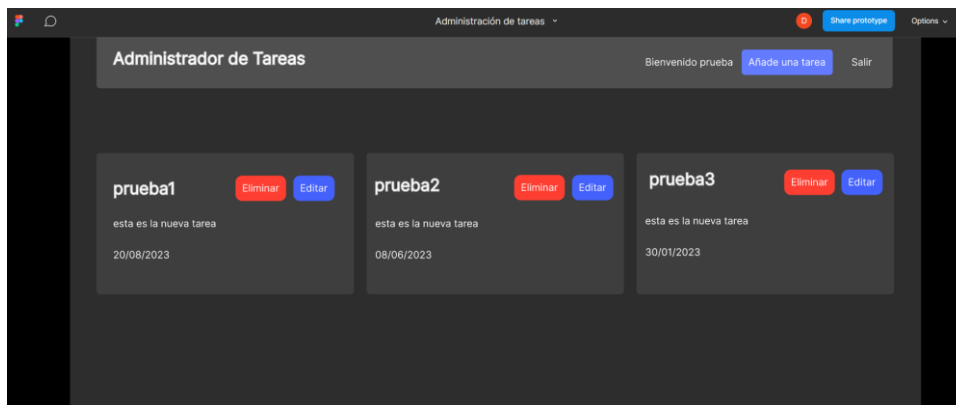 Administración de tareas
D
Share prototype
Options
Administrador de Tareas
Bienvenido prueba
Añade una tarea
Salir
prueba1
Eliminar
Editar
esta es la nueva tarea
20/08/2023
prueba2
Eliminar
Editar
esta es la nueva tarea
08/06/2023
prueba3
Eliminar
Editar
esta es la nueva tarea
30/01/2023